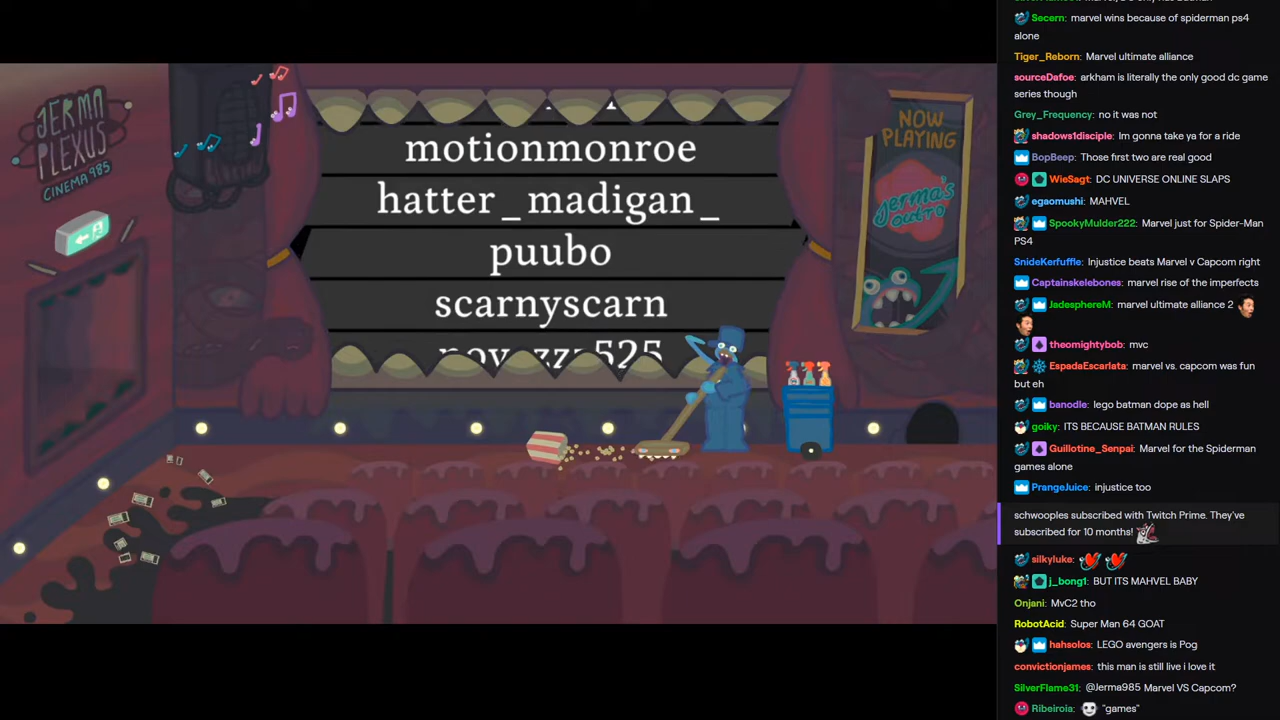 JERMA
PLEXUS
CINEMA 985
motionmonroe
hatter_madigan_
puubo
scarnyscarn
NOW
PLAYING
Jerma's
outro
Secern: marvel wins because of spiderman ps4
alone
Tiger_Reborn: Marvel ultimate alliance
sourceDafoe: arkham is literally the only good dc game
series though
Grey_Frequency: no it was not
shadows1disciple: Im gonna take ya for a ride
BopBeep: Those first two are real good
WieSagt: DC UNIVERSE ONLINE SLAPS
egaomushi: MAHVEL
SpookyMulder222: Marvel just for Spider-Man
PS4
SnideKerfuffle: Injustice beats Marvel v Capcom right
Captainskelebones: marvel rise of the imperfects
JadesphereM: marvel ultimate alliance 2
theomightybob: mvc
EspadaEscarlata: marvel vs. capcom was fun
but eh
banodle: lego batman dope as hell
goiky: ITS BECAUSE BATMAN RULES
Guillotine_Senpai: Marvel for the Spiderman
games alone
PrangeJuice: injustice too
schwooples subscribed with Twitch Prime. They've
subscribed for 10 months!
silkyluke:
j_bong1: BUT ITS MAHVEL BABY
Onjani: MvC2 tho
RobotAcid: Super Man 64 GOAT
hahsolos: LEGO avengers is Pog
convictionjames: this man is still live i love it
SilverFlame31: @Jerma985 Marvel VS Capcom?
Ribeiroia: "games"